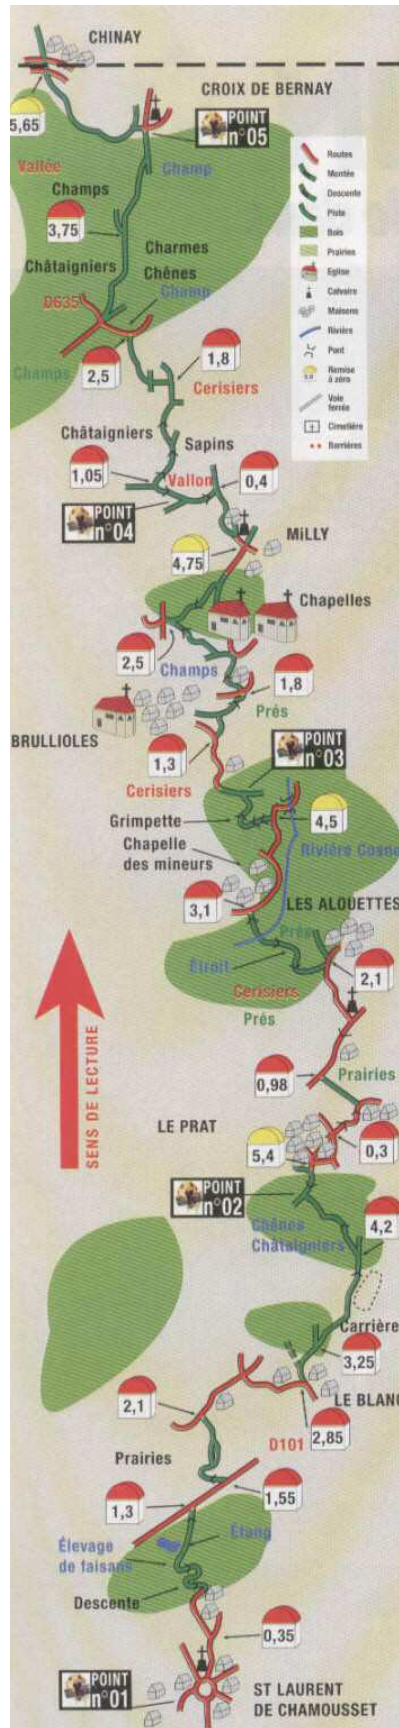 CHINAY
CROIX DE BERNAY
5,65
POINT
n°05
Vallée
Champ
Routes
Montée
Descente
Piste
Bois
Prairies
Eglise
Calvaire
Maisons
Rivière
Pont
Remise
à zéro
Voie
ferrée
Cimetière
Barrières
Champs
3,75
Charmes
Châtaigniers
Chênes
Champ
D635
Champs
2,5
1,8
Cerisiers
Châtaigniers
Sapins
1,05
Vallon
0,4
POINT
n°04
MiLLY
4,75
Chapelles
2,5
Champs
1,8
Prés
BRULLIOLES
1,3
POINT
n°03
Cerisiers
Grimpette
4,5
Chapelle
des mineurs
Rivière Cosne
3,1
LES ALOUETTES
Prés
Étroit
2,1
Cerisiers
Prés
SENS DE LECTURE
0,98
Prairies
LE PRAT
5,4
0,3
POINT
n°02
Chênes
Châtaigniers
4,2
Carrière
3,25
2,1
LE BLANC
2,85
D101
Prairies
1,3
1,55
Élevage
de faisans
Étang
Descente
0,35
POINT
n°01
ST LAURENT
DE CHAMOUSSET